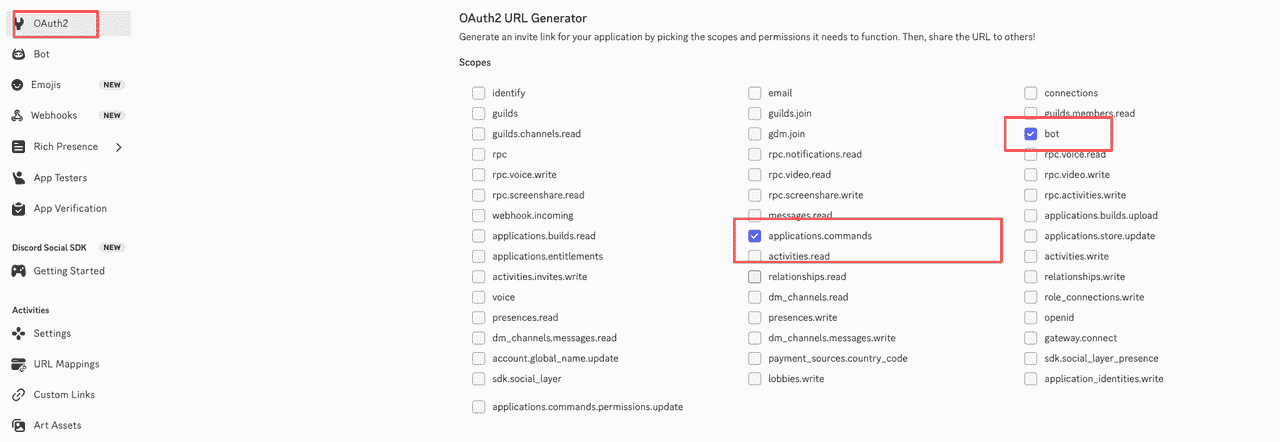 OAuth2
Bot
Emojis NEW
Webhooks NEW
Rich Presence
App Testers
App Verification
Discord Social SDK NEW
Getting Started
Activities
Settings
URL Mappings
Custom Links
Art Assets
OAuth2 URL Generator
Generate an invite link for your application by picking the scopes and permissions it needs to function. Then, share the URL to others!
Scopes
identify email connections
guilds guilds.join guilds.members.read
guilds.channels.read gdm.join bot
rpc rpc.notifications.read rpc.voice.read
rpc.voice.write rpc.video.read rpc.video.write
rpc.screenshare.read rpc.screenshare.write rpc.activities.write
webhook.incoming messages.read applications.builds.upload
applications.builds.read applications.commands applications.store.update
applications.entitlements activities.read activities.write
activities.invites.write relationships.read relationships.write
voice dm_channels.read role_connections.write
presences.read presences.write openid
dm_channels.messages.read dm_channels.messages.write gateway.connect
account.global_name.update payment_sources.country_code sdk.social_layer_presence
sdk.social_layer lobbies.write application_identities.write
applications.commands.permissions.update